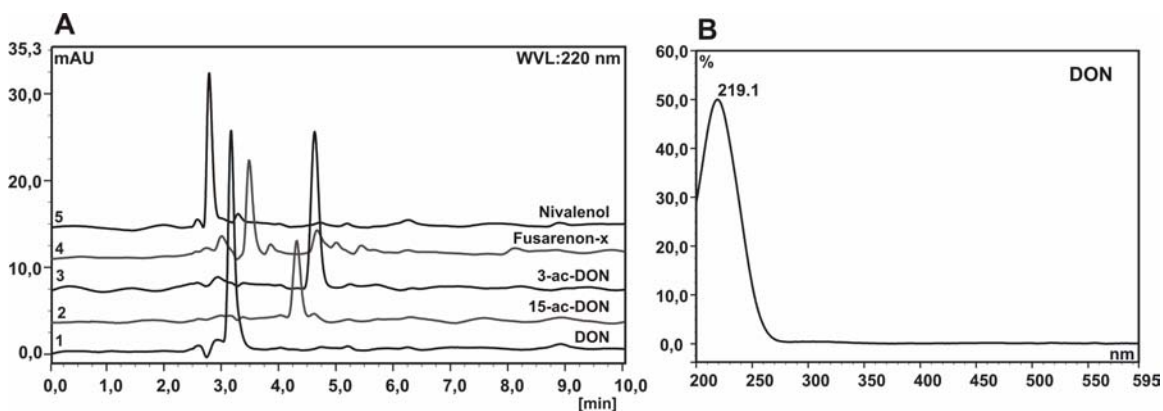 A
35,3
mAU
WVL:220 nm
30,0
20,0
10,0
0,0
5
Nivalenol
4
Fusarenon-x
3
3-ac-DON
2
15-ac-DON
1
DON
0,0 1,0 2,0 3,0 4,0 5,0 6,0 7,0 8,0 9,0 10,0
[min]
B
60,0
%
DON
219.1
50,0
40,0
30,0
20,0
10,0
0,0
nm
200 250 300 350 400 450 500 550 595